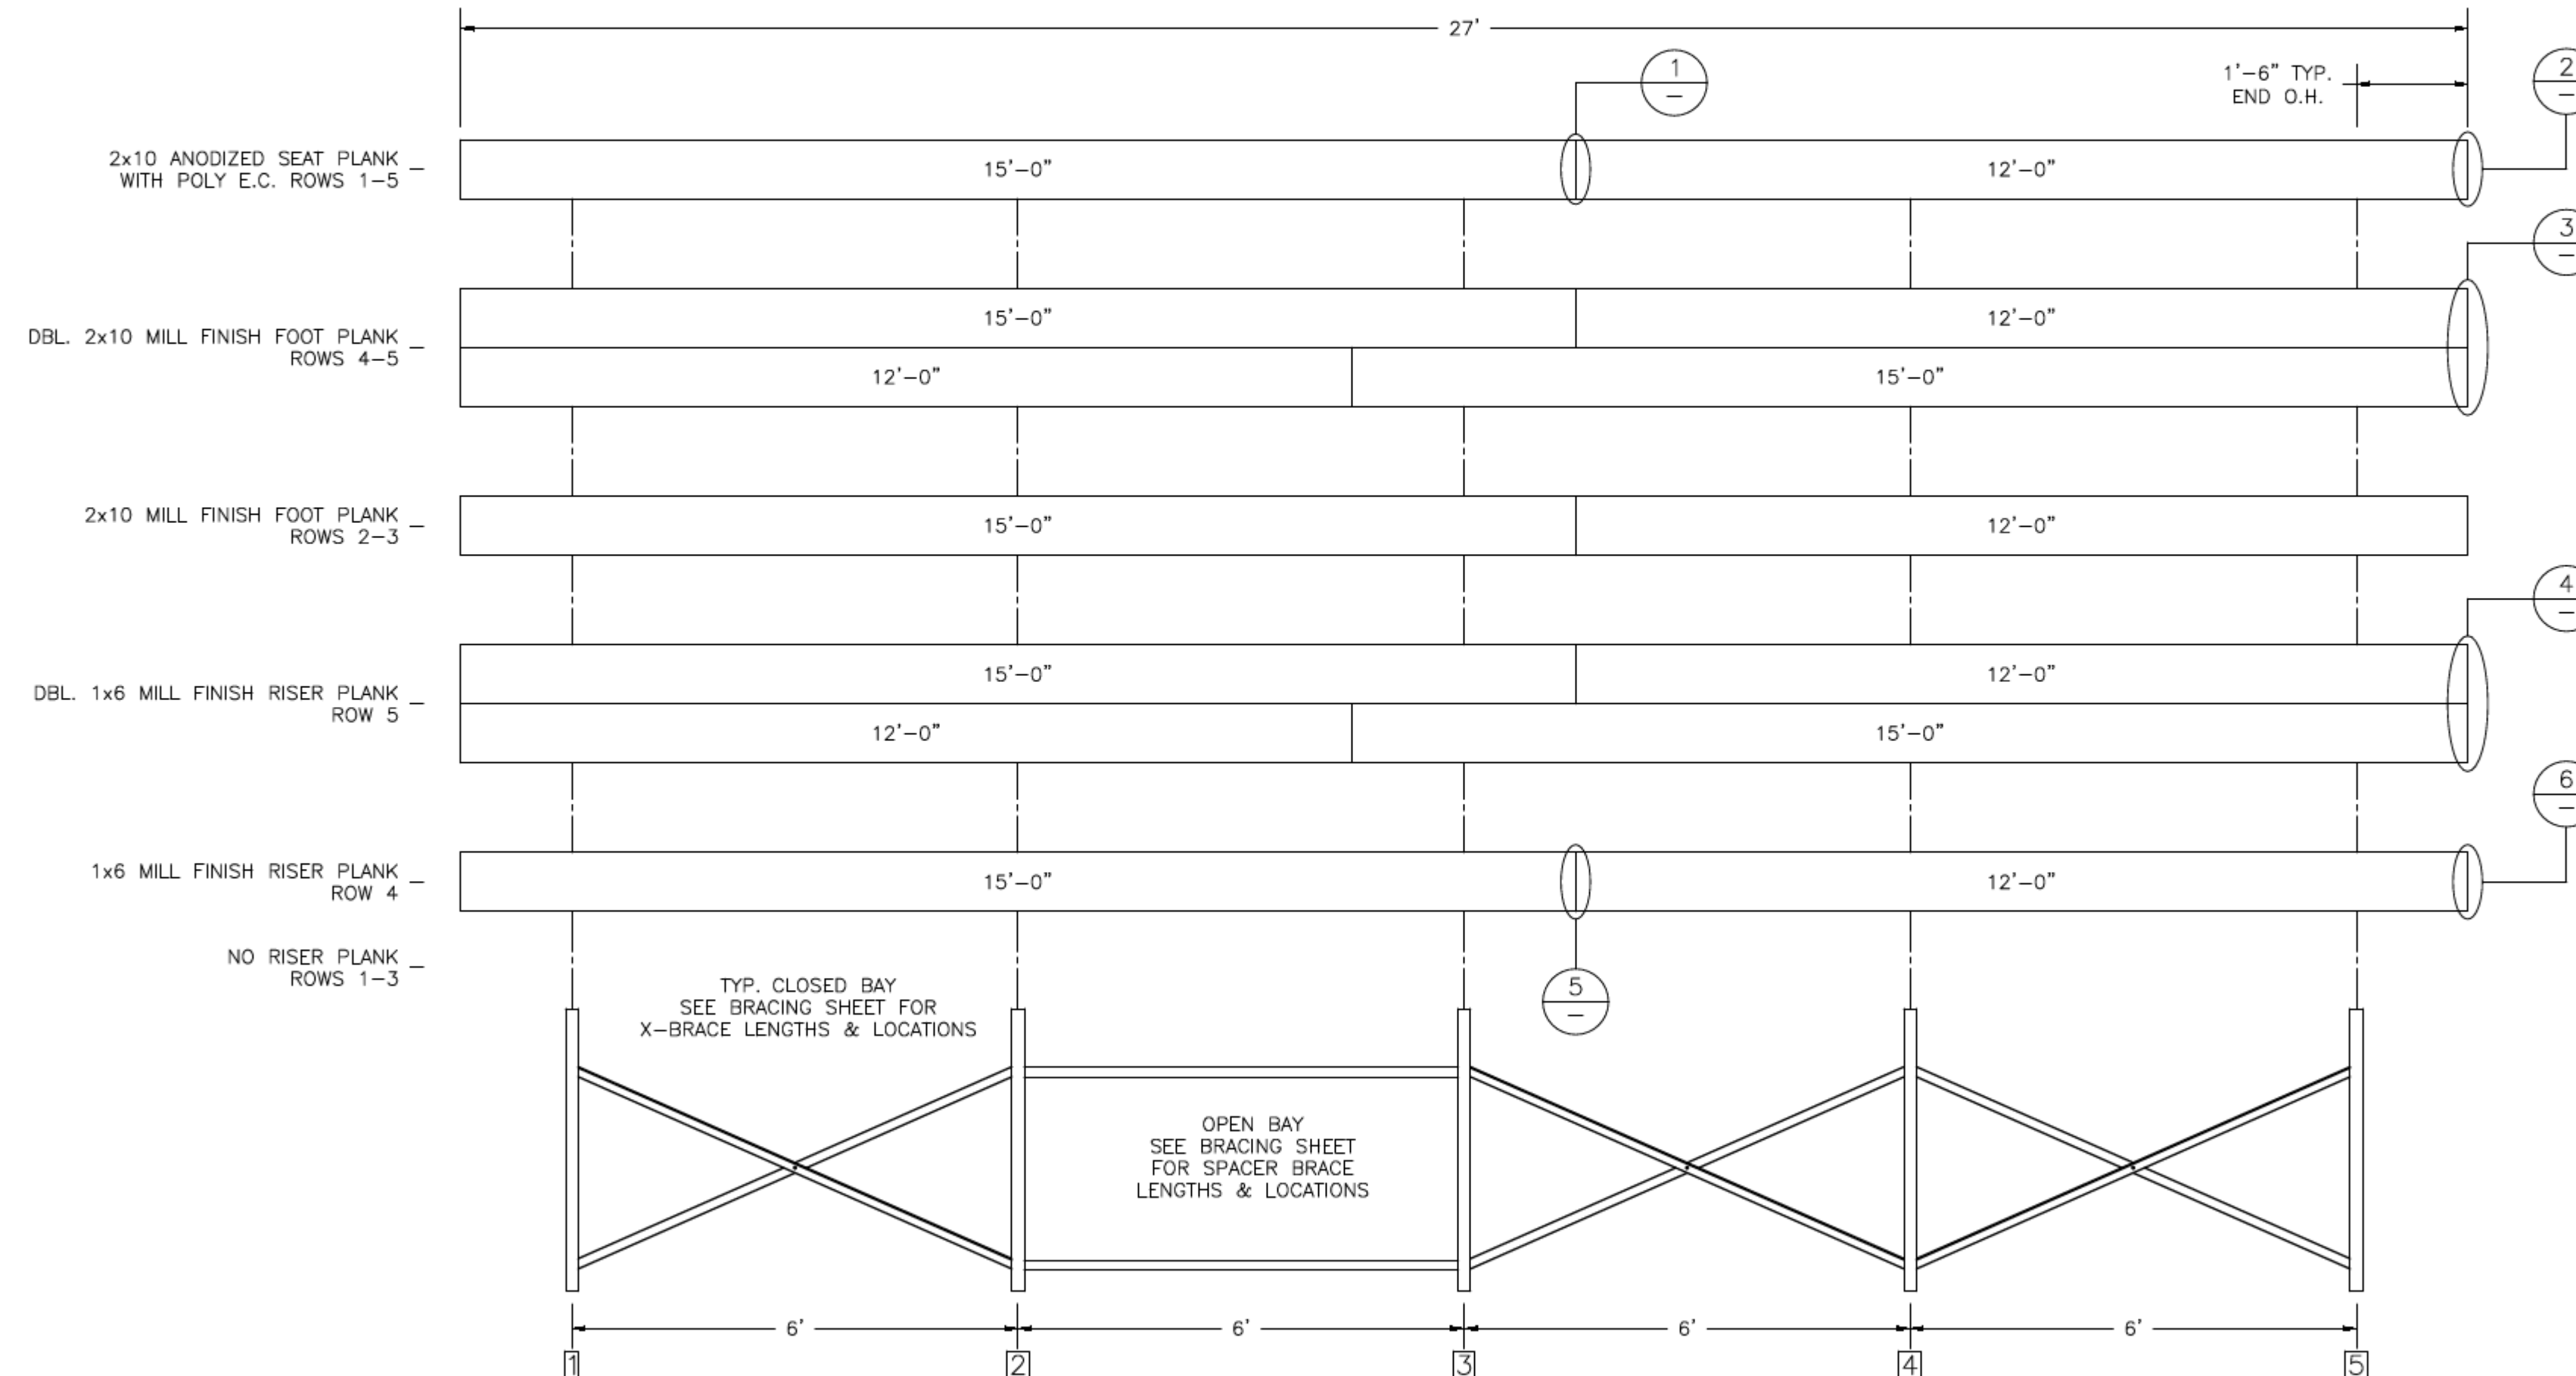 27'
1
–
1'–6" TYP.
END O.H.
2
–
2x10 ANODIZED SEAT PLANK
WITH POLY E.C. ROWS 1–5
15'–0"
12'–0"
3
–
DBL. 2x10 MILL FINISH FOOT PLANK
ROWS 4–5
15'–0"
12'–0"
12'–0"
15'–0"
2x10 MILL FINISH FOOT PLANK
ROWS 2–3
15'–0"
12'–0"
4
–
DBL. 1x6 MILL FINISH RISER PLANK
ROW 5
15'–0"
12'–0"
12'–0"
15'–0"
6
–
1x6 MILL FINISH RISER PLANK
ROW 4
15'–0"
12'–0"
NO RISER PLANK
ROWS 1–3
5
–
TYP. CLOSED BAY
SEE BRACING SHEET FOR
X–BRACE LENGTHS & LOCATIONS
OPEN BAY
SEE BRACING SHEET
FOR SPACER BRACE
LENGTHS & LOCATIONS
6'
6'
6'
6'
1
2
3
4
5